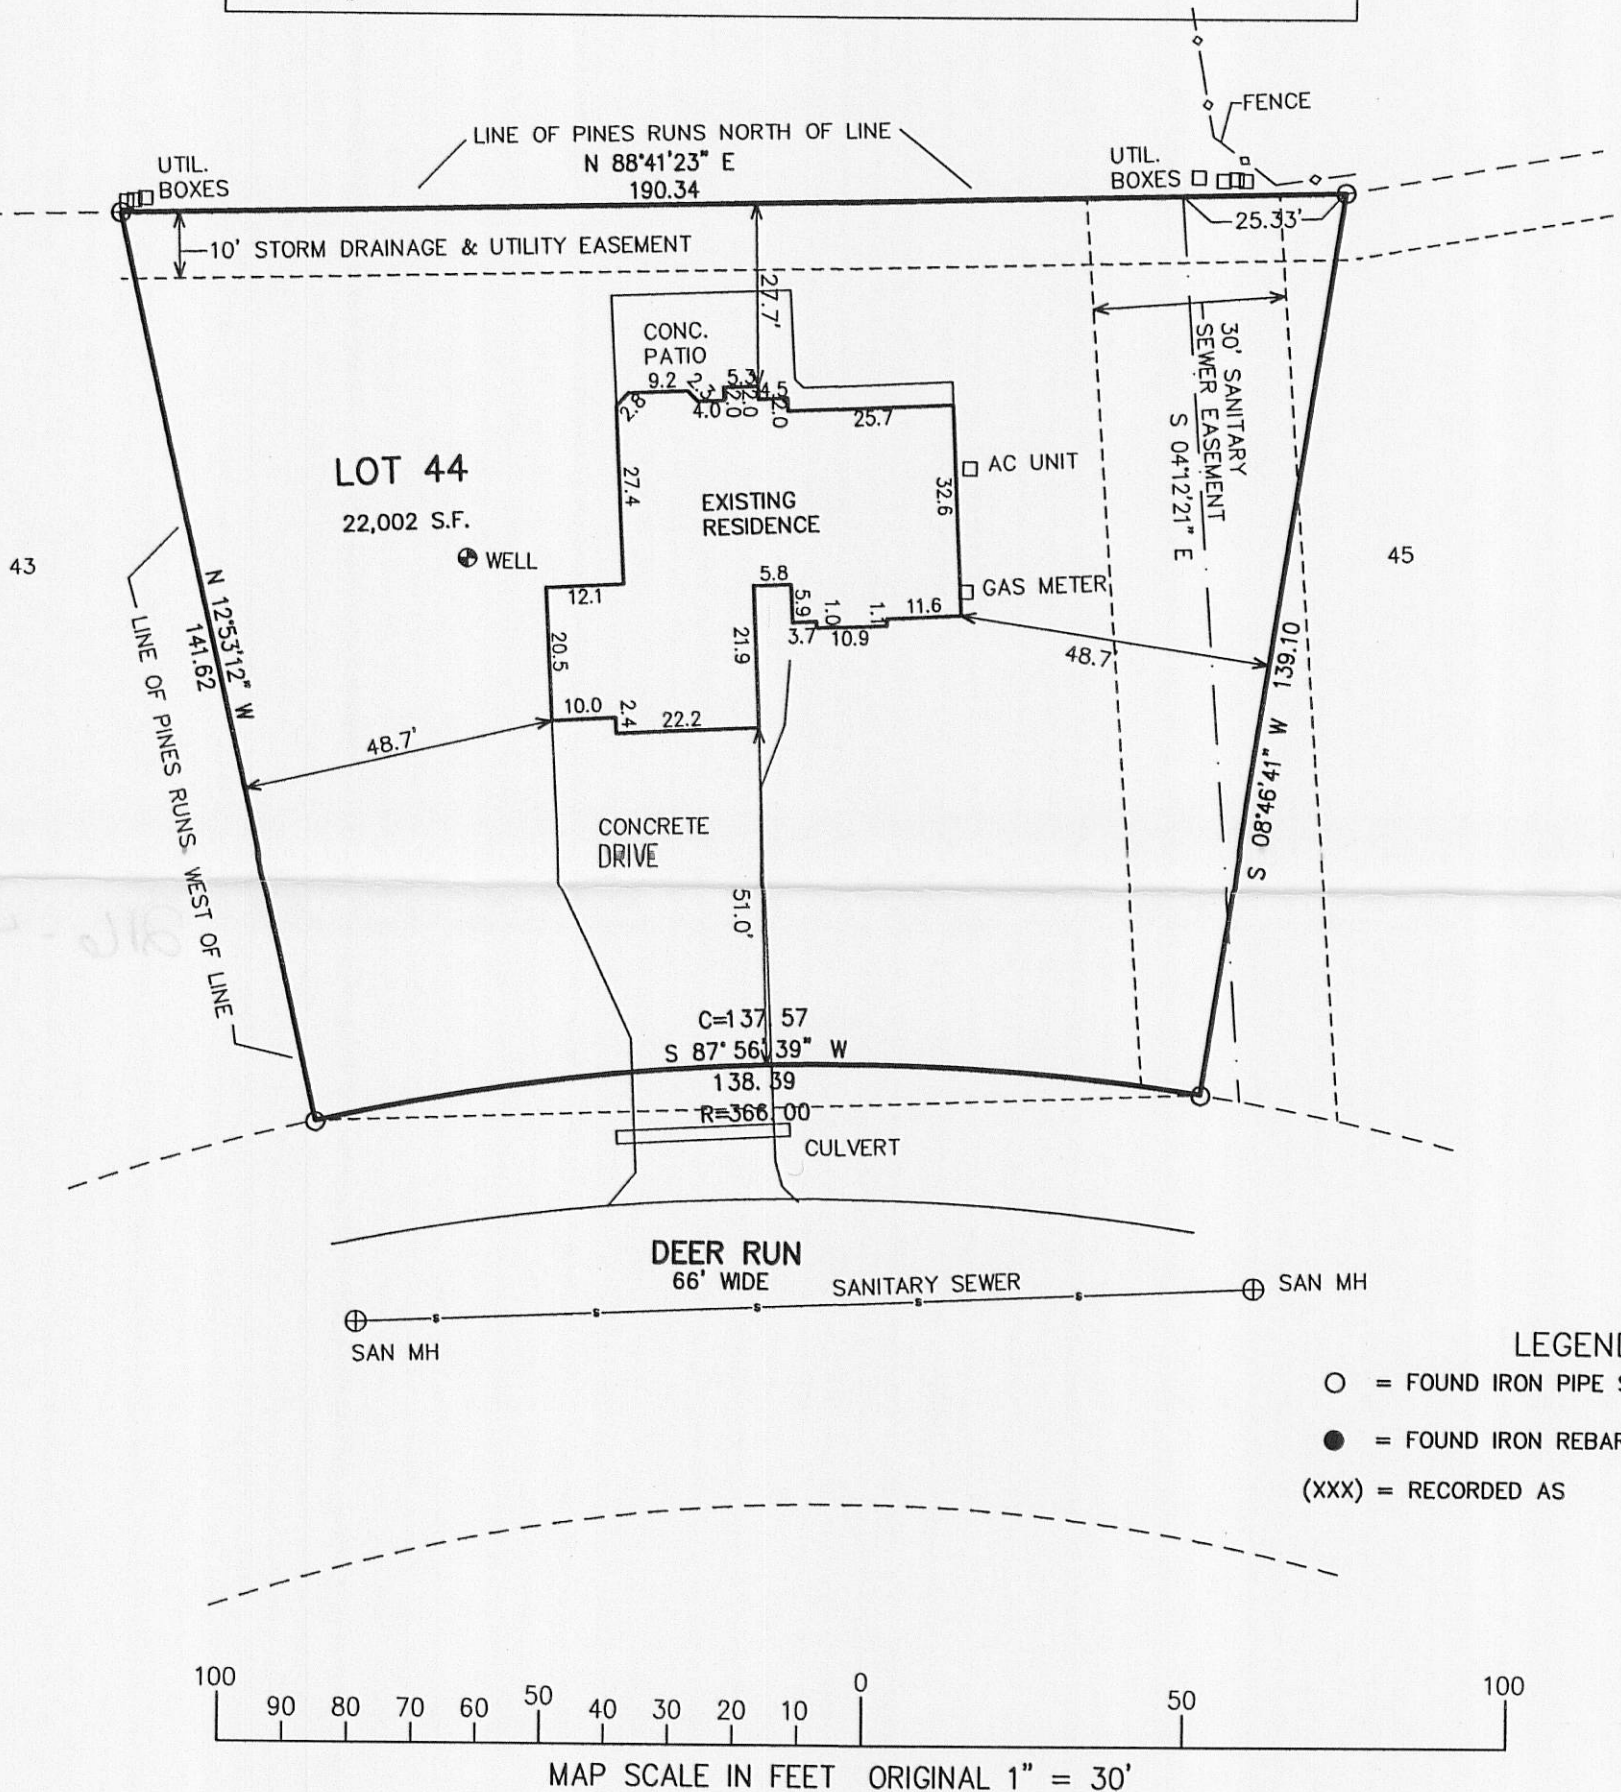 FENCE
LINE OF PINES RUNS NORTH OF LINE
N 88°41'23" E
190.34
UTIL.
BOXES
UTIL.
BOXES
25.33'
10' STORM DRAINAGE & UTILITY EASEMENT
27.7'
CONC.
PATIO
30' SANITARY
SEWER EASEMENT
S 04°12'21" E
2.8
9.2
2.3
4.0
5.3
2.0
2.0
4.5
2.0
25.7
LOT 44
22,002 S.F.
WELL
27.4
EXISTING
RESIDENCE
32.6
AC UNIT
43
45
GAS METER
12.1
5.8
5.9
3.7
1.0
10.9
1.1
11.6
20.5
21.9
N 12°53'12" W
141.62
LINE OF PINES RUNS WEST OF LINE
48.7'
48.7'
S 08°46'41" W 139.10
10.0
2.4
22.2
CONCRETE
DRIVE
51.0'
C=137.57
S 87°56'39" W
138.39
R=366.00
CULVERT
DEER RUN
66' WIDE
SANITARY SEWER
SAN MH
S S S S S
SAN MH
LEGEND
= FOUND IRON PIPE
= FOUND IRON REBAR
(XXX) = RECORDED AS
100 90 80 70 60 50 40 30 20 10 0 50 100
MAP SCALE IN FEET ORIGINAL 1" = 30'